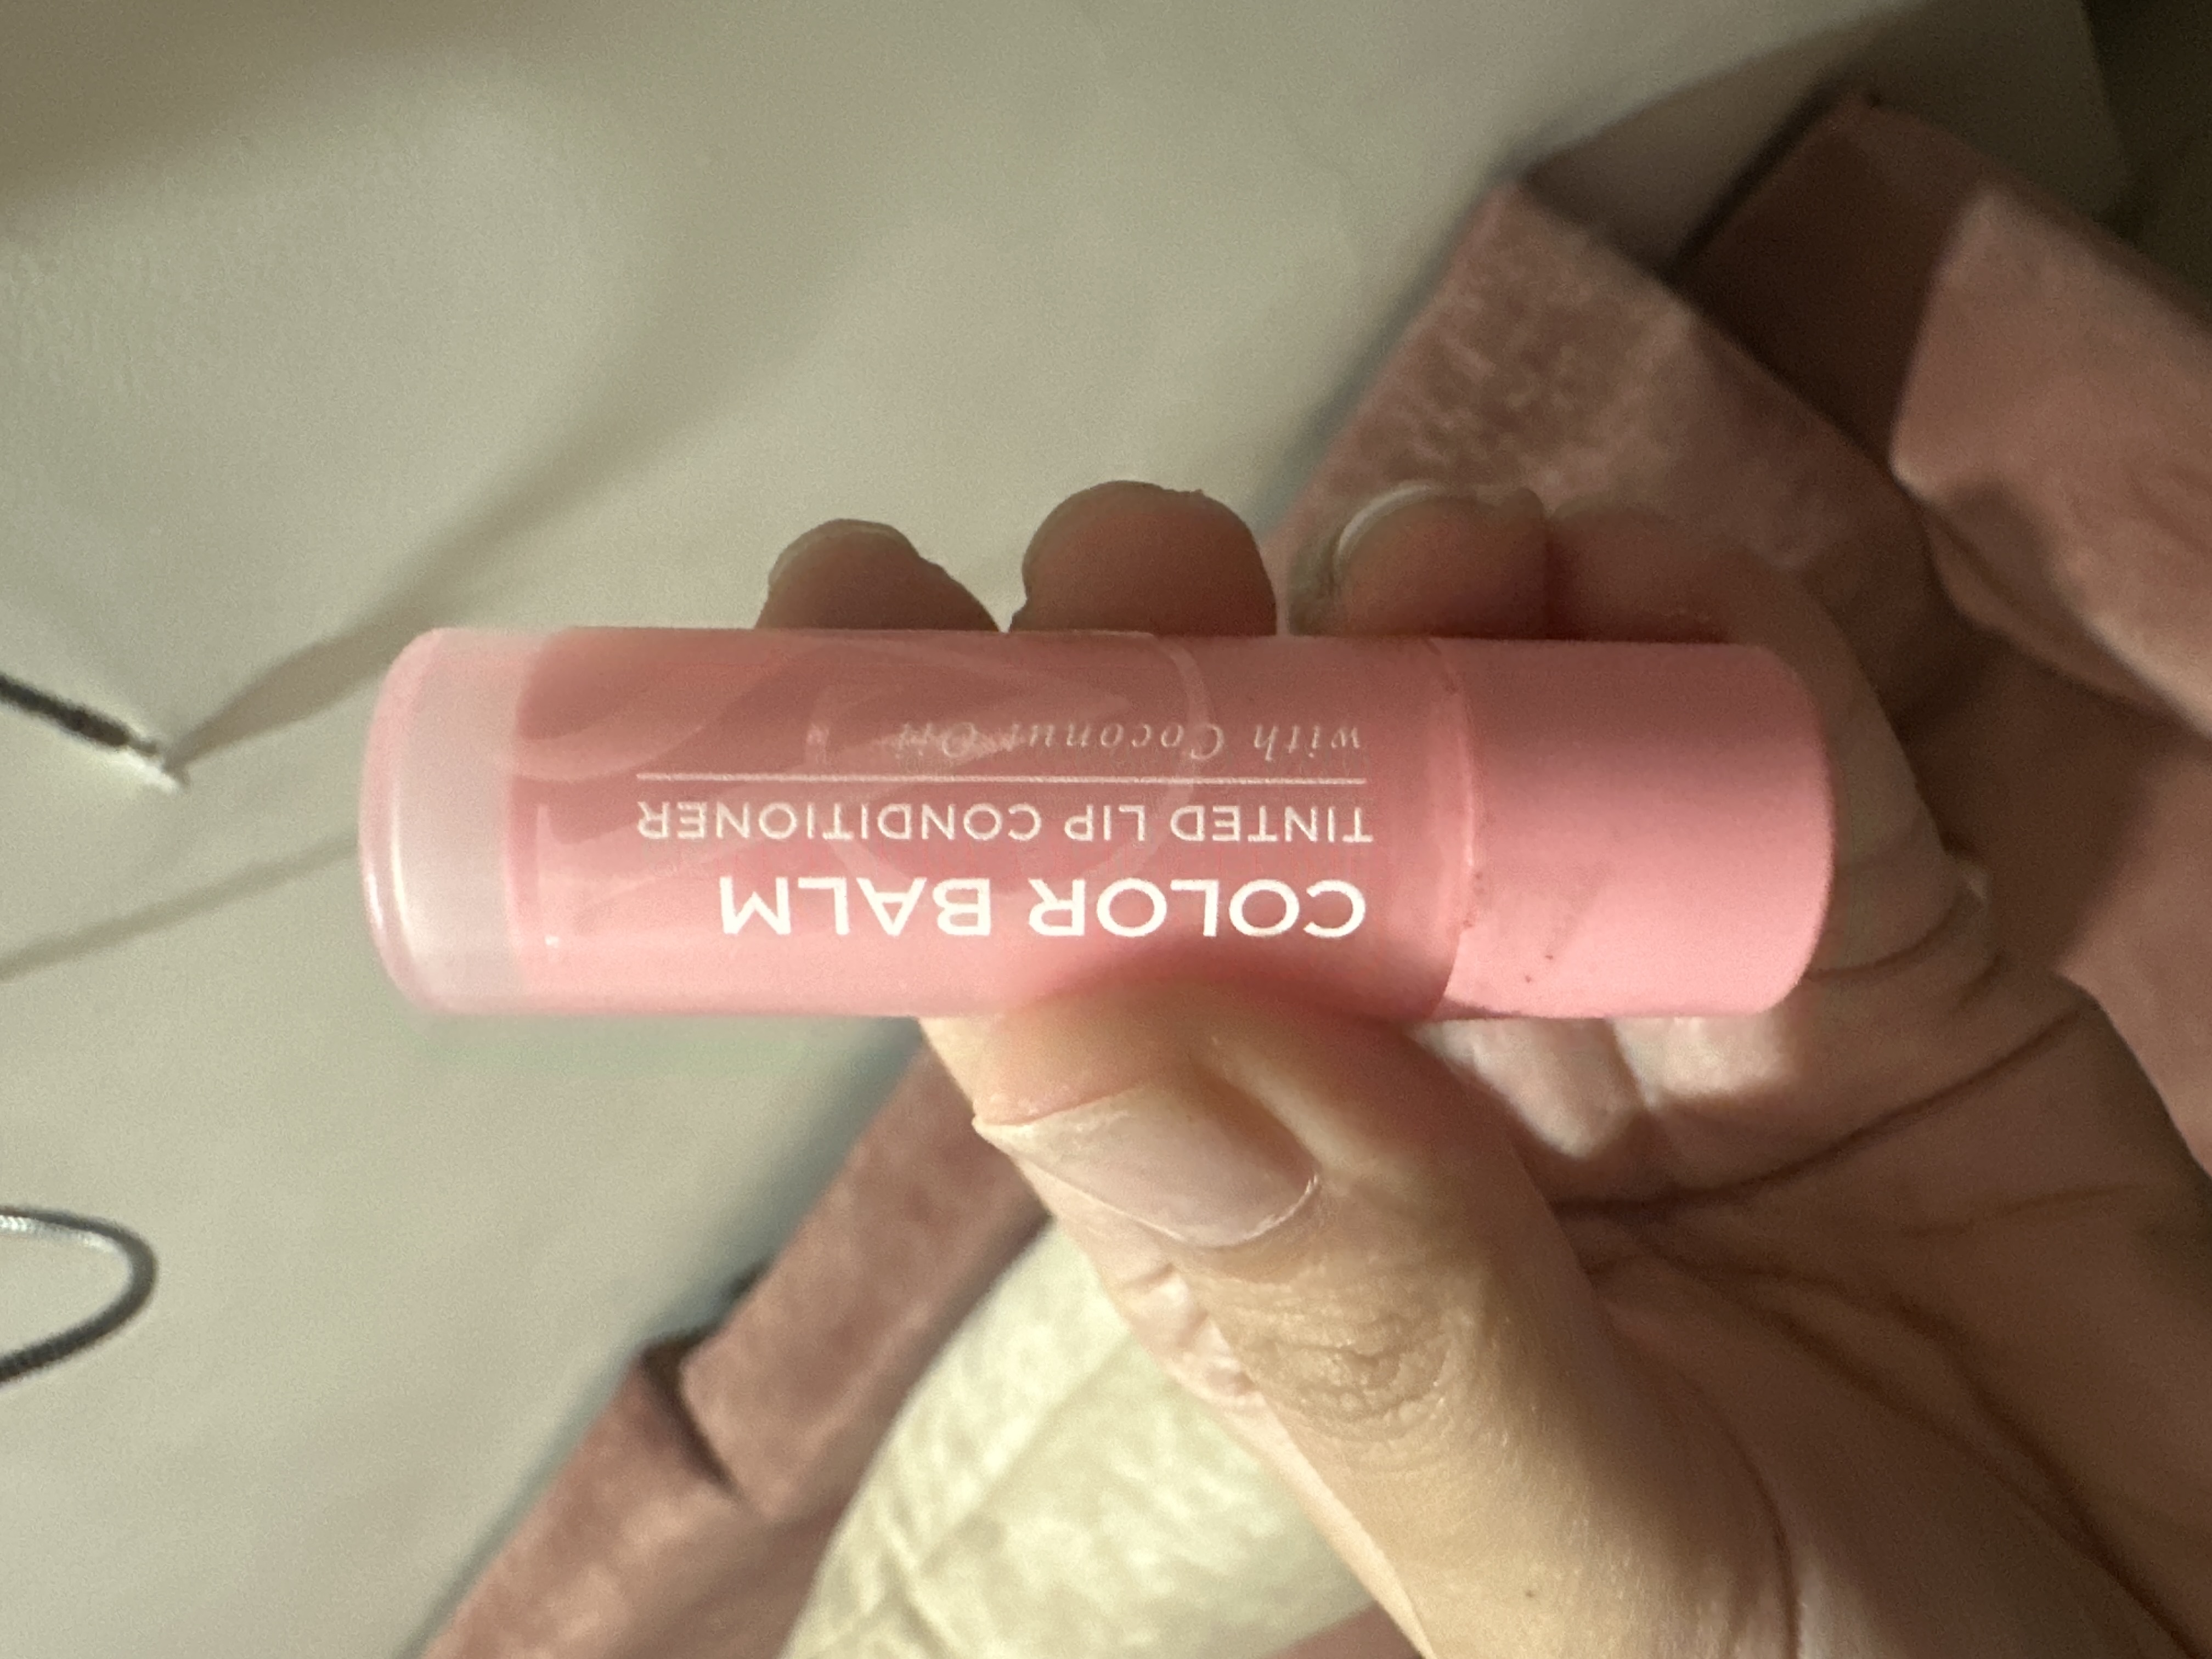 COLOR BALM
TINTED LIP CONDITIONER
with Coconut Oil